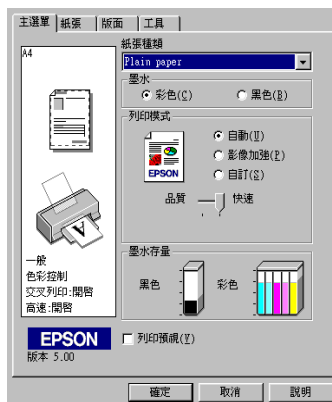 主選單 紙張 版面 工具
A4
紙張種類
Plain paper
墨水
彩色(C) 黑色(B)
列印模式
自動(U)
影像加強(P)
自訂(S)
EPSON
品質 快速
一般
色彩控制
交叉列印:開啓
高速:開啓
墨水存量
黑色 彩色
EPSON
版本 5.00
列印預視(Y)
確定 取消 說明